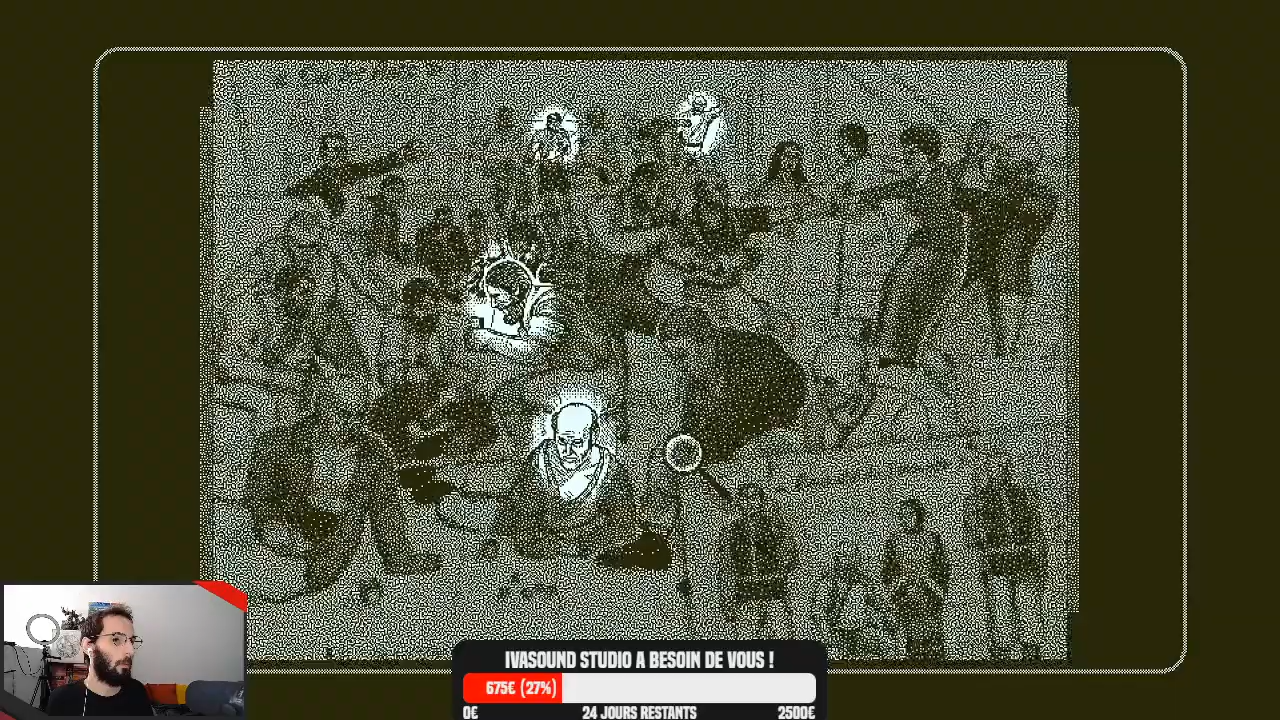 IVASOUND STUDIO A BESOIN DE VOUS !
675€ (27%)
0€ 24 JOURS RESTANTS 2500€